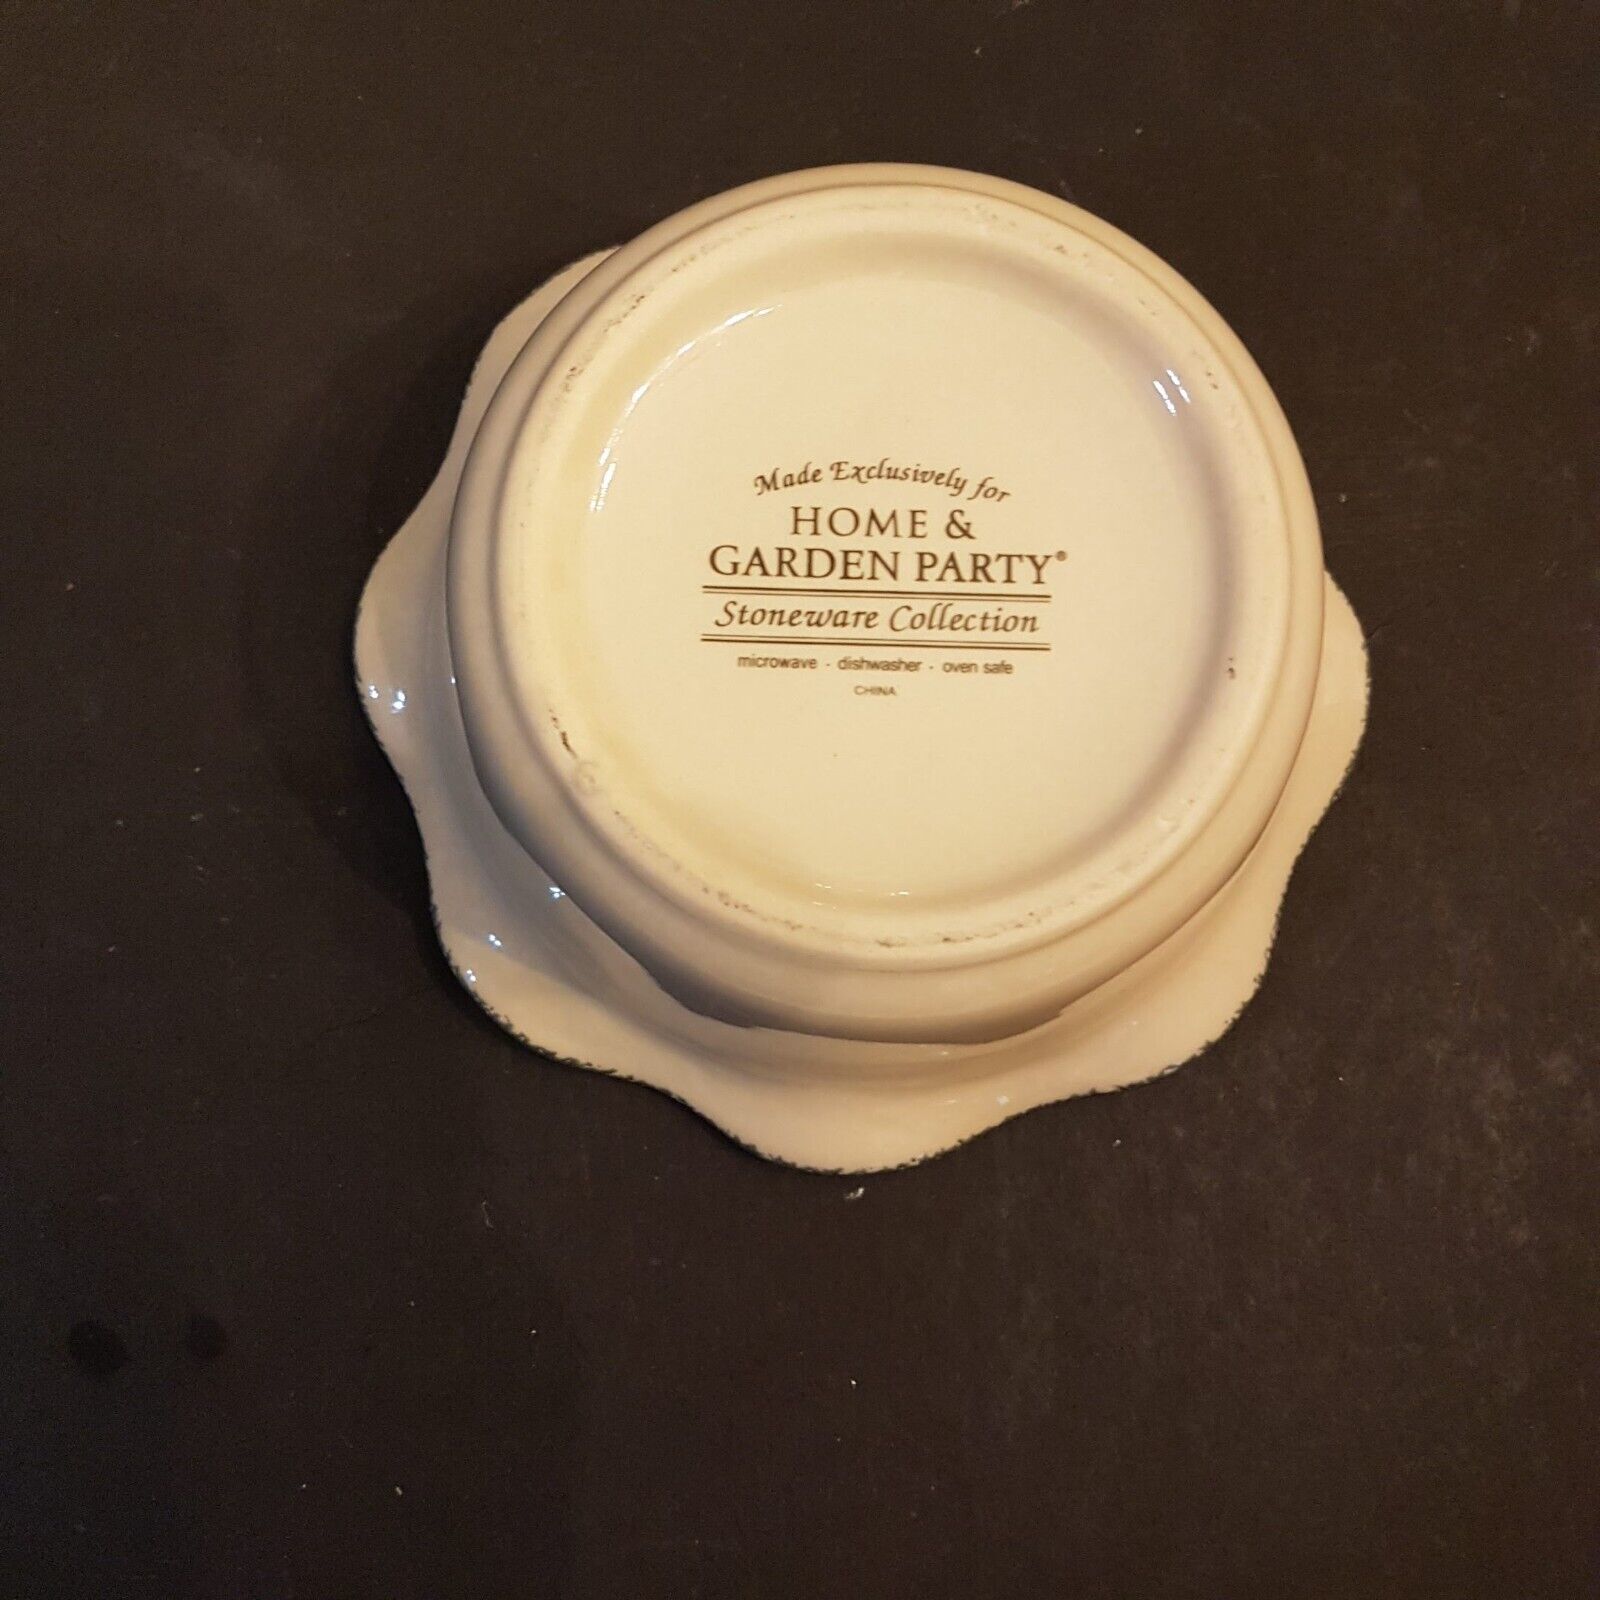 Made Exclusively for
HOME &
GARDEN PARTY®
Stoneware Collection
microwave · dishwasher · oven safe
CHINA